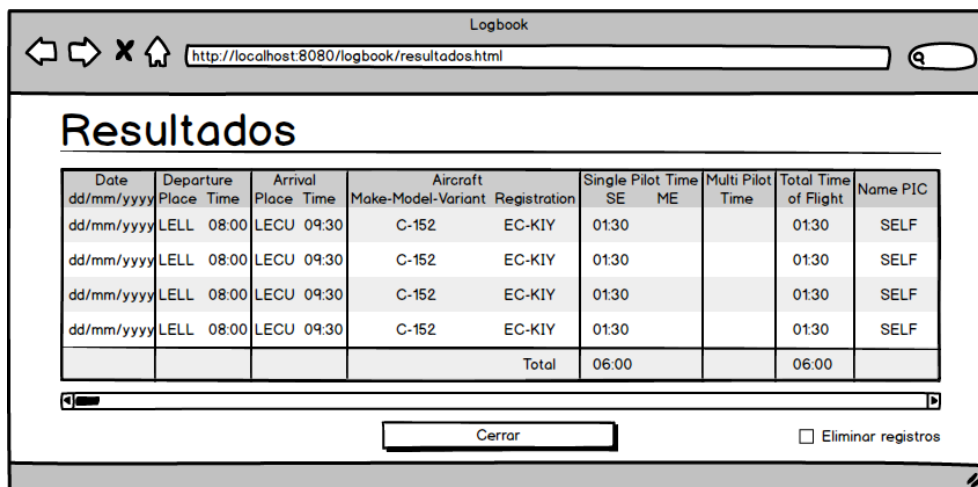 Logbook
http://localhost:8080/logbook/resultados.html
Resultados
Date Departure Arrival Aircraft Single Pilot Time Multi Pilot Total Time Name PIC
dd/mm/yyyy Place Time Place Time Make-Model-Variant Registration SE ME Time of Flight
dd/mm/yyyy LELL 08:00 LECU 09:30 C-152 EC-KIY 01:30 01:30 SELF
dd/mm/yyyy LELL 08:00 LECU 09:30 C-152 EC-KIY 01:30 01:30 SELF
dd/mm/yyyy LELL 08:00 LECU 09:30 C-152 EC-KIY 01:30 01:30 SELF
dd/mm/yyyy LELL 08:00 LECU 09:30 C-152 EC-KIY 01:30 01:30 SELF
Total 06:00 06:00
Cerrar Eliminar registros